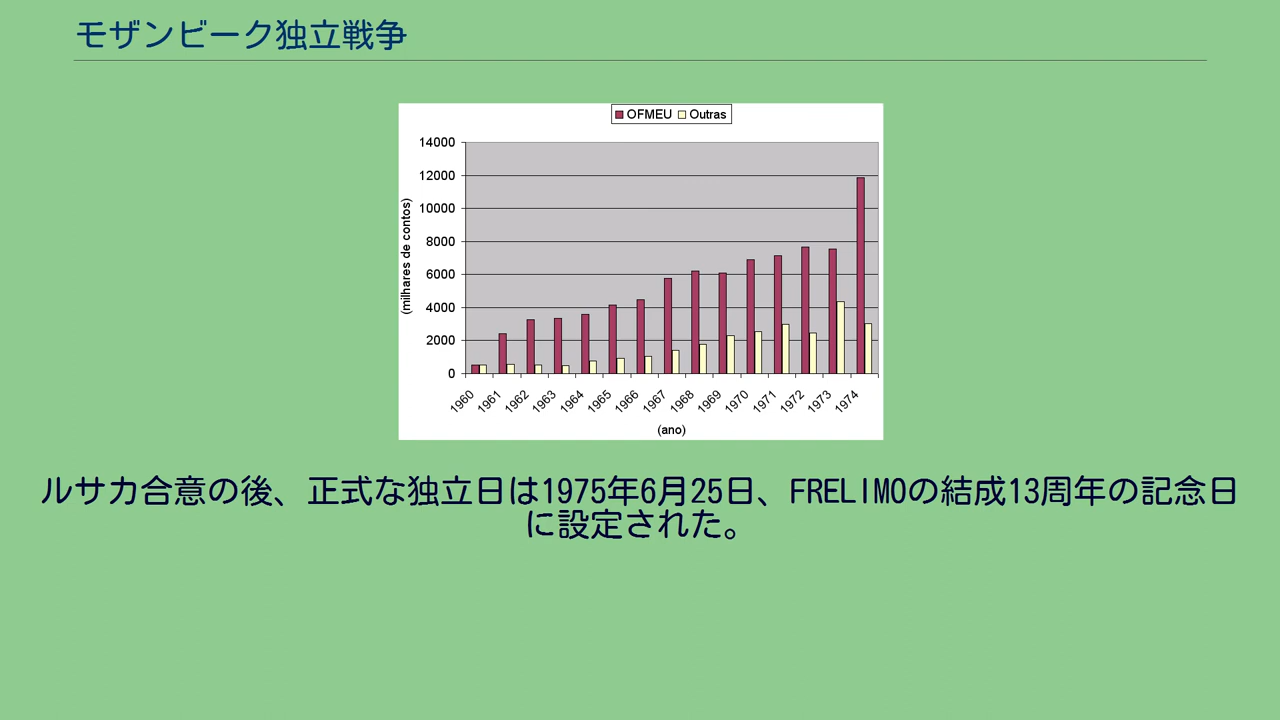 モザンビーク独立戦争
OFMEU Outras
14000
12000
10000
8000
6000
4000
2000
0
(milhares de contos)
1960 1961 1962 1963 1964 1965 1966 1967 1968 1969 1970 1971 1972 1973 1974
(ano)
ルサカ合意の後、正式な独立日は1975年6月25日、FRELIMOの結成13周年の記念日
に設定された。